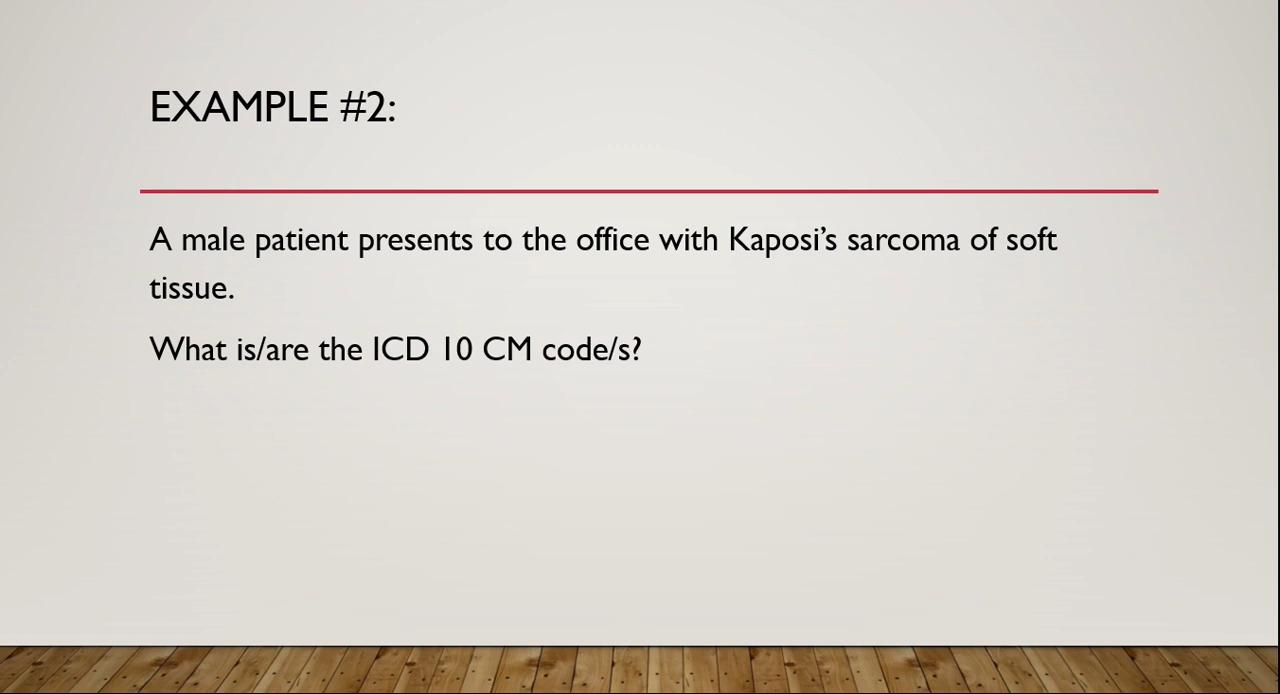 EXAMPLE #2:
A male patient presents to the office with Kaposi’s sarcoma of soft
tissue.
What is/are the ICD 10 CM code/s?